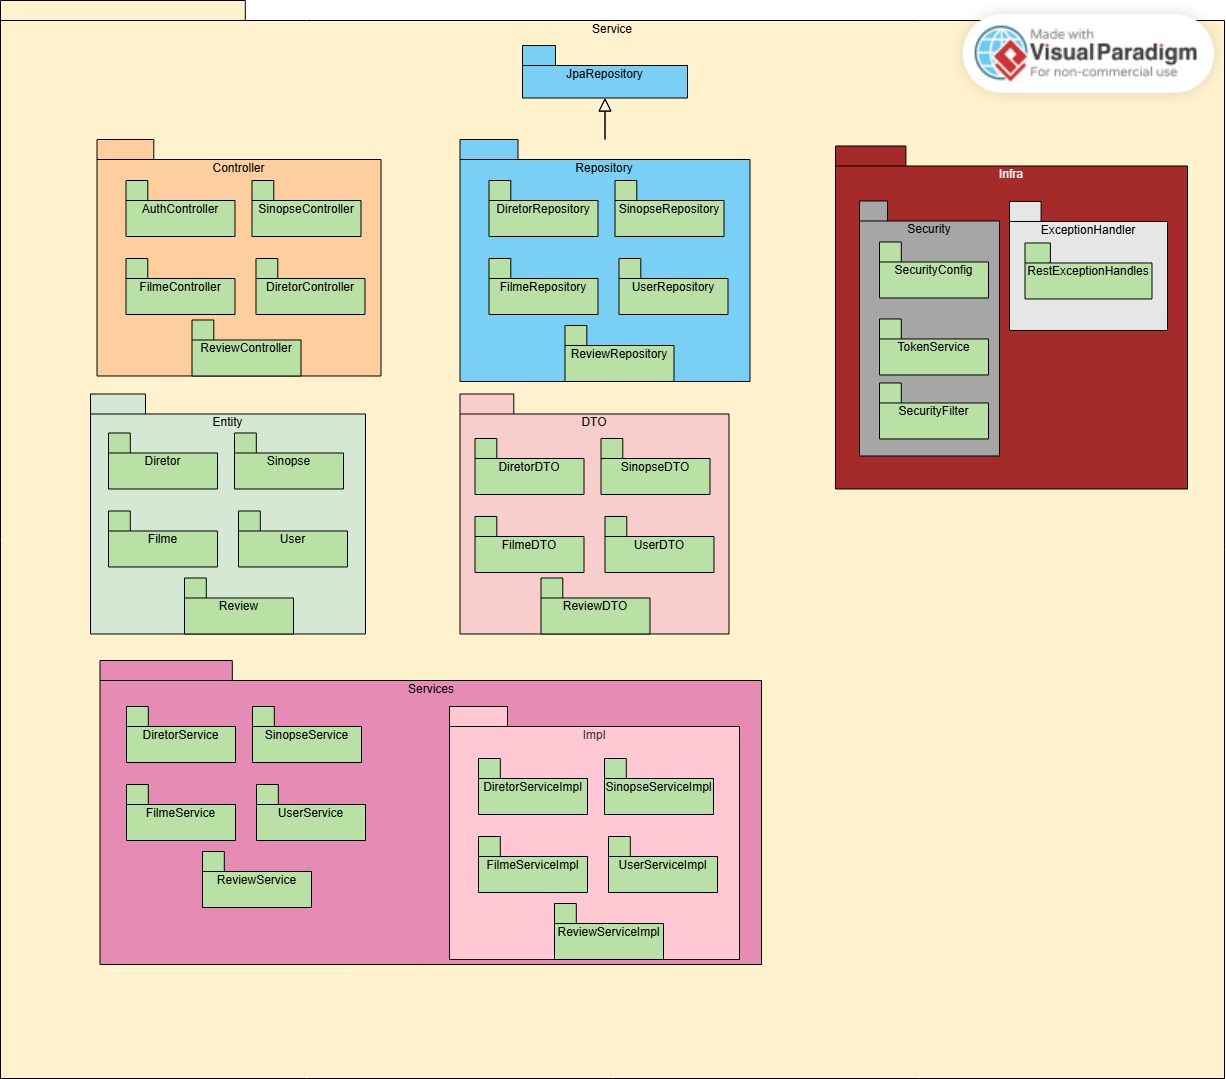 Service
Made with
Visual Paradigm
For non-commercial use
JpaRepository
Controller
AuthController
SinopseController
FilmeController
DiretorController
ReviewController
Repository
DiretorRepository
SinopseRepository
FilmeRepository
UserRepository
ReviewRepository
Infra
Security
SecurityConfig
TokenService
SecurityFilter
ExceptionHandler
RestExceptionHandles
Entity
Diretor
Sinopse
Filme
User
Review
DTO
DiretorDTO
SinopseDTO
FilmeDTO
UserDTO
ReviewDTO
Services
DiretorService
SinopseService
FilmeService
UserService
ReviewService
Impl
DiretorServiceImpl
SinopseServiceImpl
FilmeServiceImpl
UserServiceImpl
ReviewServiceImpl